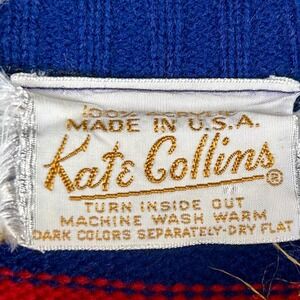 100% ACRYLIC
MADE IN U.S.A.
Kate Collins ®
TURN INSIDE OUT
MACHINE WASH WARM
DARK COLORS SEPARATELY-DRY FLAT